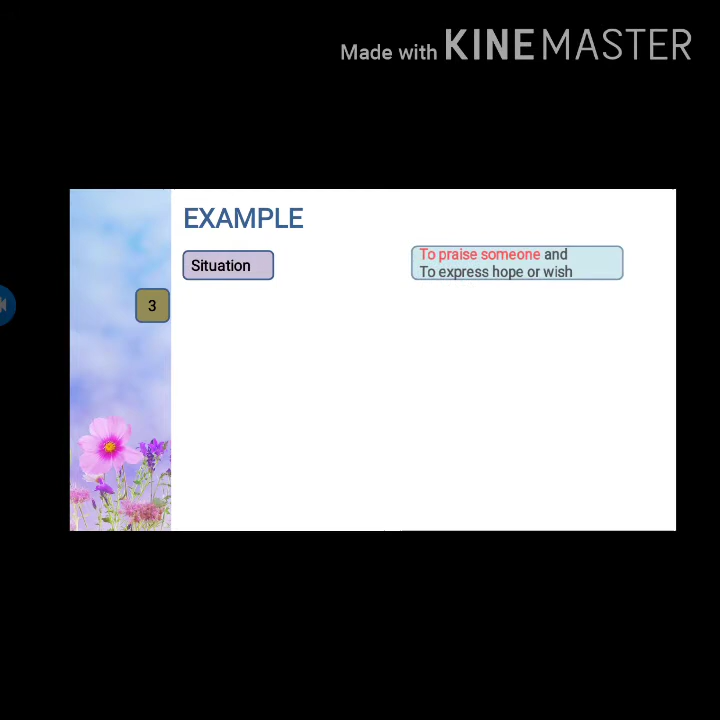 Made with KINEMASTER
EXAMPLE
Situation
To praise someone and
To express hope or wish
3